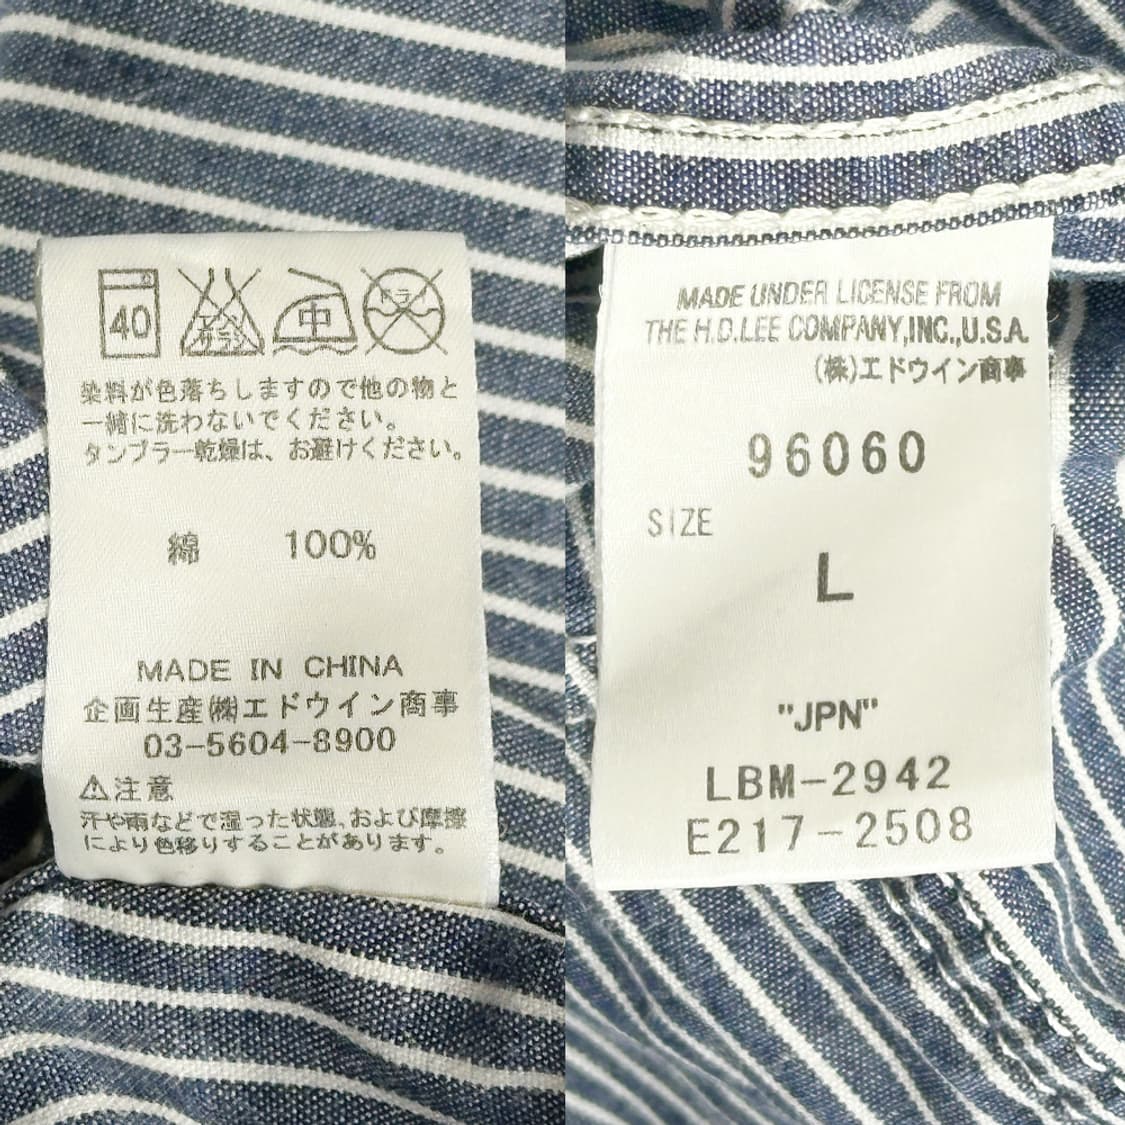 40
エンソ
サラシ
中
ドライ
染料が色落ちしますので他の物と
一緒に洗わないでください。
タンブラー乾燥は、お避けください。
綿 100%
MADE IN CHINA
企画生産㈱エドウイン商事
03-5604-8900
⚠注意
汗や雨などで湿った状態、および摩擦
により色移りすることがあります。
MADE UNDER LICENSE FROM
THE H.D.LEE COMPANY,INC.,U.S.A.
(株)エドウイン商事
96060
SIZE
L
"JPN"
LBM-2942
E217-2508